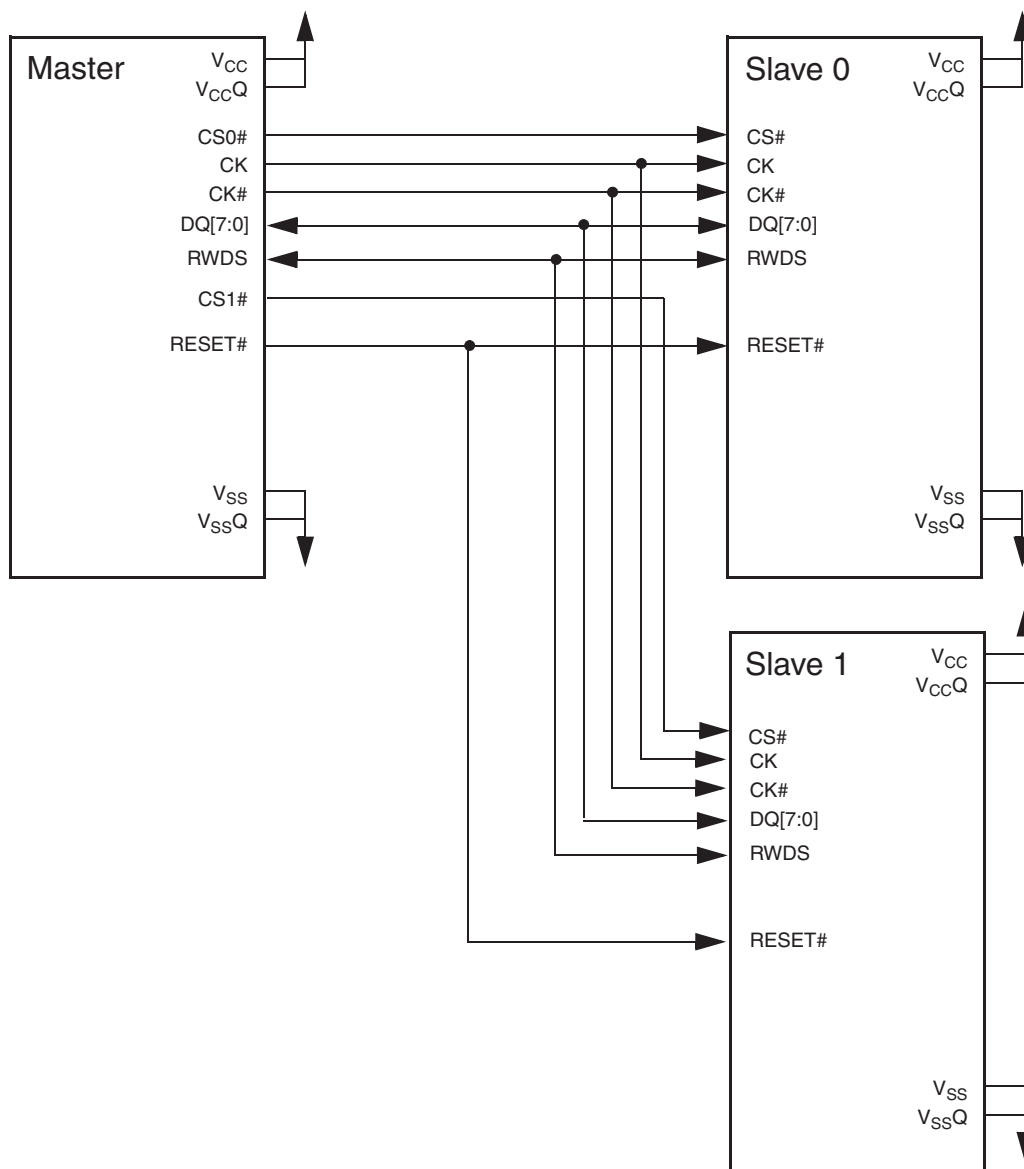 Master
VCC
VCCQ
CS0#
CK
CK#
DQ[7:0]
RWDS
CS1#
RESET#
VSS
VSSQ
Slave 0
VCC
VCCQ
CS#
CK
CK#
DQ[7:0]
RWDS
RESET#
VSS
VSSQ
Slave 1
VCC
VCCQ
CS#
CK
CK#
DQ[7:0]
RWDS
RESET#
VSS
VSSQ